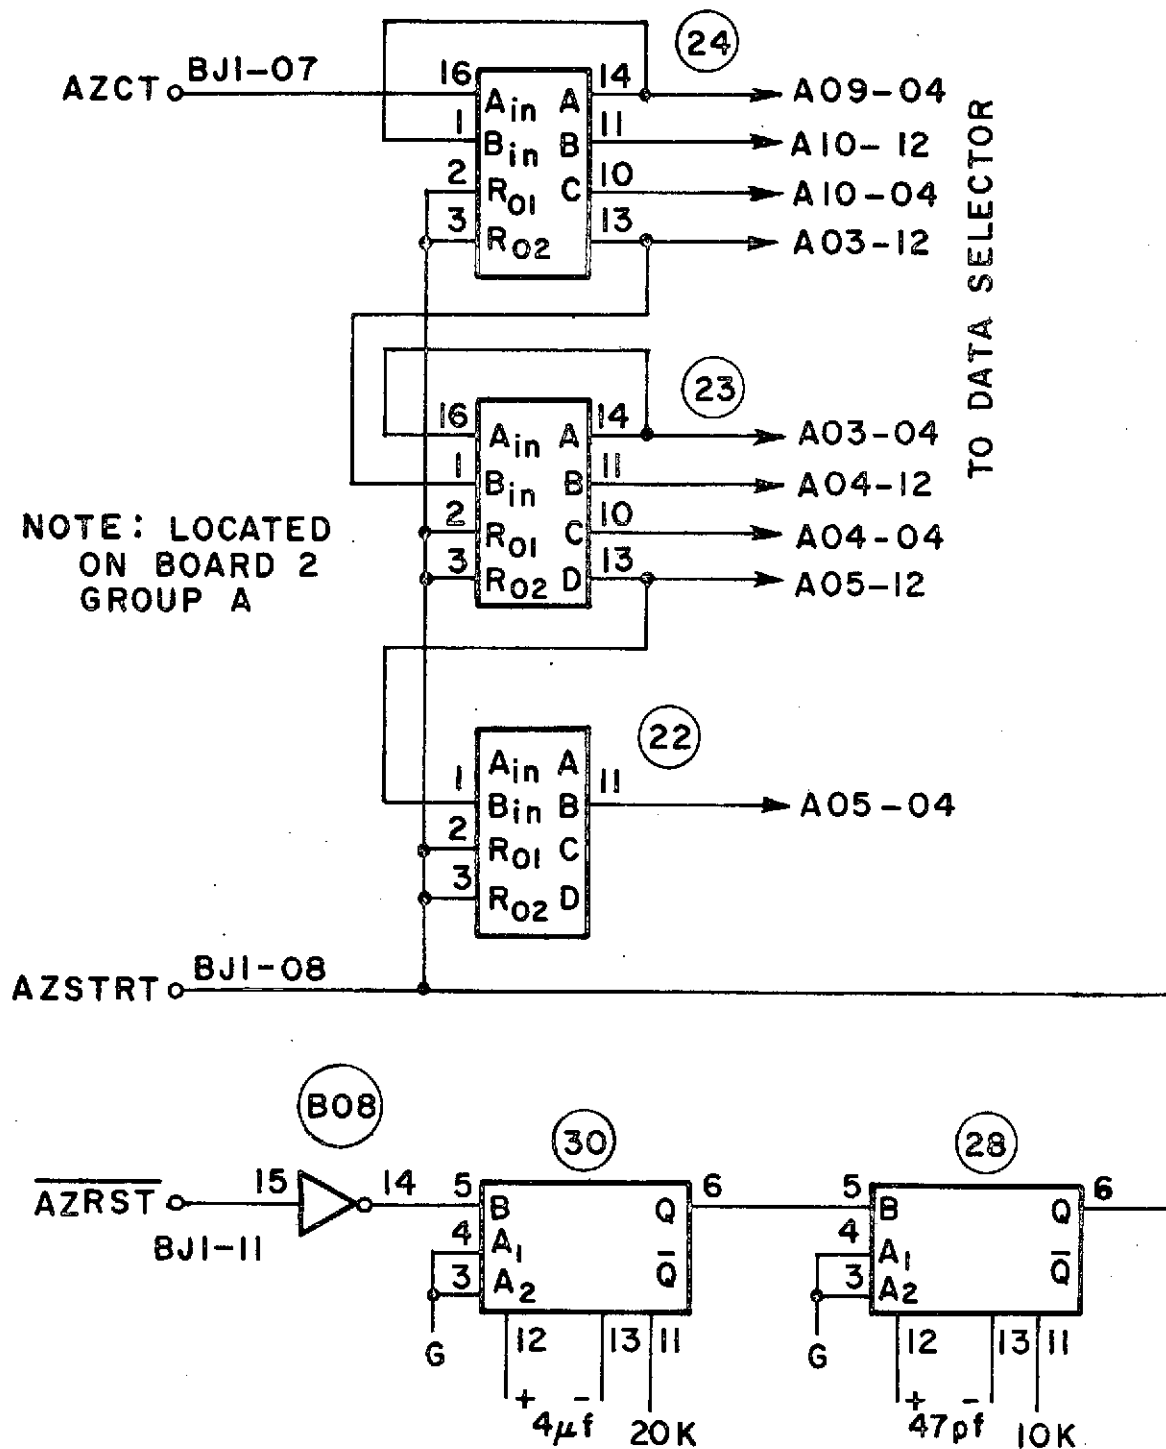 24
AZCT BJ1-07 16 Ain A 14 A09-04
1 Bin B 11 A10-12
2 R01 C 10 A10-04
3 R02 13 A03-12
TO DATA SELECTOR
23
16 Ain A 14 A03-04
1 Bin B 11 A04-12
2 R01 C 10 A04-04
3 R02 D 13 A05-12
NOTE: LOCATED
ON BOARD 2
GROUP A
22
Ain A
1 Bin B 11 A05-04
2 R01 C
3 R02 D
AZSTRT BJ1-08
B08
30
28
AZRST 15 14 5 B Q 6 5 B Q 6
BJ1-11
4 A1 Q 4 A1 Q
3 A2 3 A2
G 12 13 11 G 12 13 11
+ - + -
4μf 20K 47pf 10K